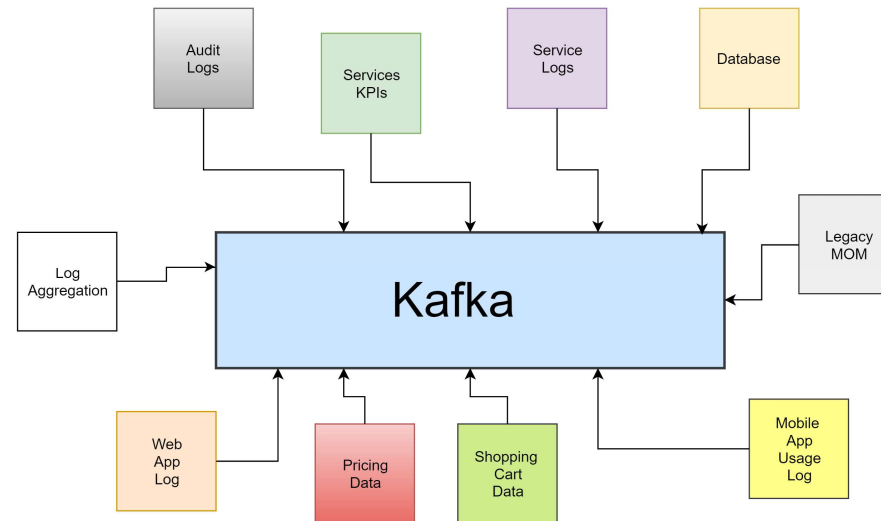 Audit
Logs
Services
KPIs
Service
Logs
Database
Log
Aggregation
Kafka
Legacy
MOM
Web
App
Log
Pricing
Data
Shopping
Cart
Data
Mobile
App
Usage
Log